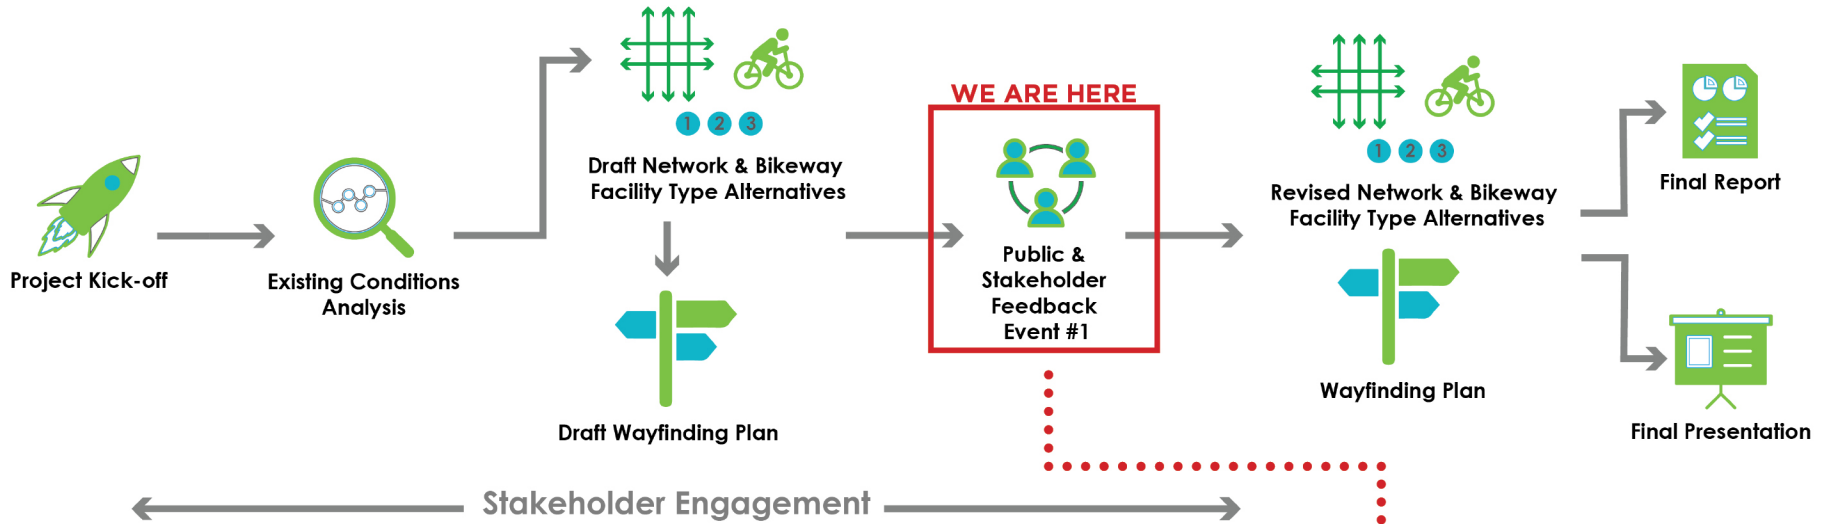 Project Kick-off
Existing Conditions
Analysis
1 2 3
Draft Network & Bikeway
Facility Type Alternatives
Draft Wayfinding Plan
WE ARE HERE
Public &
Stakeholder
Feedback
Event #1
1 2 3
Revised Network & Bikeway
Facility Type Alternatives
Wayfinding Plan
Final Report
Final Presentation
Stakeholder Engagement